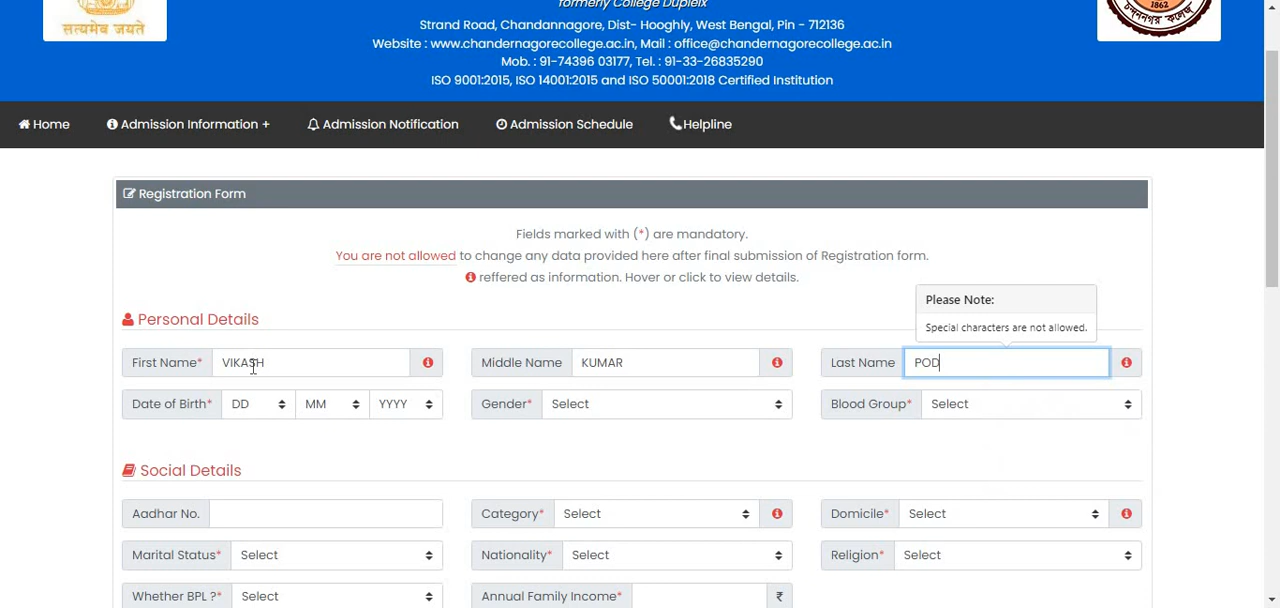 formerly College Dupleix
सत्यमेव जयते
1862
চন্দননগর কলেজ
Strand Road, Chandannagore, Dist- Hooghly, West Bengal, Pin - 712136
Website : www.chandernagorecollege.ac.in, Mail : office@chandernagorecollege.ac.in
Mob. : 91-74396 03177, Tel. : 91-33-26835290
ISO 9001:2015, ISO 14001:2015 and ISO 50001:2018 Certified Institution
Home Admission Information + Admission Notification Admission Schedule Helpline
Registration Form
Fields marked with (*) are mandatory.
You are not allowed to change any data provided here after final submission of Registration form.
reffered as information. Hover or click to view details.
Please Note:
Special characters are not allowed.
Personal Details
First Name* VIKASH Middle Name KUMAR Last Name POD
Date of Birth* DD MM YYYY Gender* Select Blood Group* Select
Social Details
Aadhar No. Category* Select Domicile* Select
Marital Status* Select Nationality* Select Religion* Select
Whether BPL ?* Select Annual Family Income* ₹